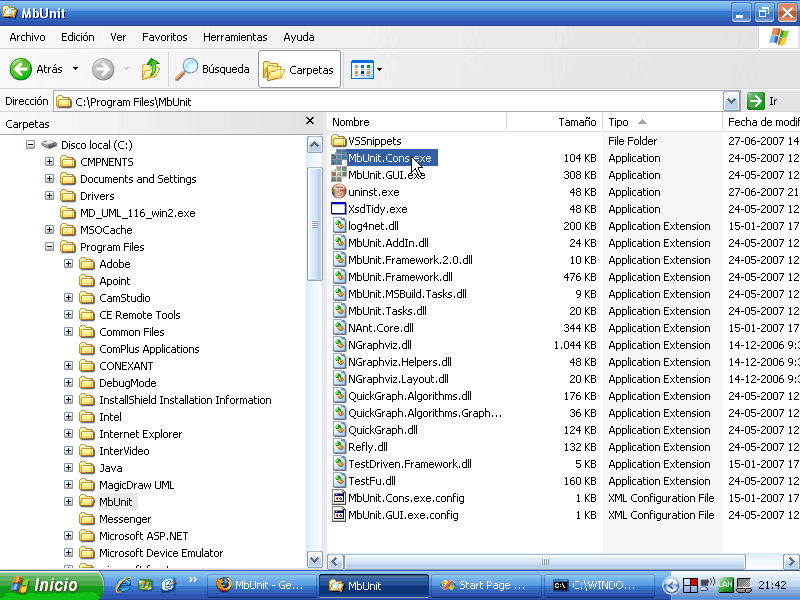 MbUnit
Archivo Edición Ver Favoritos Herramientas Ayuda
Atrás Búsqueda Carpetas
Dirección C:\Program Files\MbUnit Ir
Carpetas
Disco local (C:)
CMPNENTS
Documents and Settings
Drivers
MD_UML_116_win2.exe
MSOCache
Program Files
Adobe
Apoint
CamStudio
CE Remote Tools
Common Files
ComPlus Applications
CONEXANT
DebugMode
InstallShield Installation Information
Intel
Internet Explorer
InterVideo
Java
MagicDraw UML
MbUnit
Messenger
Microsoft ASP.NET
Microsoft Device Emulator
Nombre Tamaño Tipo Fecha de modif
VSSnippets File Folder 27-06-2007 14
MbUnit.Cons.exe 104 KB Application 24-05-2007 12
MbUnit.GUI.exe 308 KB Application 24-05-2007 12
uninst.exe 48 KB Application 27-06-2007 21
XsdTidy.exe 48 KB Application 24-05-2007 12
log4net.dll 200 KB Application Extension 15-01-2007 17
MbUnit.AddIn.dll 24 KB Application Extension 24-05-2007 12
MbUnit.Framework.2.0.dll 10 KB Application Extension 24-05-2007 12
MbUnit.Framework.dll 476 KB Application Extension 24-05-2007 12
MbUnit.MSBuild.Tasks.dll 9 KB Application Extension 24-05-2007 12
MbUnit.Tasks.dll 20 KB Application Extension 24-05-2007 12
NAnt.Core.dll 344 KB Application Extension 15-01-2007 17
NGraphviz.dll 1.044 KB Application Extension 14-12-2006 9:3
NGraphviz.Helpers.dll 48 KB Application Extension 14-12-2006 9:3
NGraphviz.Layout.dll 20 KB Application Extension 14-12-2006 9:3
QuickGraph.Algorithms.dll 176 KB Application Extension 24-05-2007 12
QuickGraph.Algorithms.Graph... 36 KB Application Extension 24-05-2007 12
QuickGraph.dll 124 KB Application Extension 24-05-2007 12
Refly.dll 132 KB Application Extension 24-05-2007 12
TestDriven.Framework.dll 5 KB Application Extension 15-01-2007 17
TestFu.dll 160 KB Application Extension 24-05-2007 12
MbUnit.Cons.exe.config 1 KB XML Configuration File 15-01-2007 17
MbUnit.GUI.exe.config 1 KB XML Configuration File 24-05-2007 12
Inicio MbUnit - Ge... MbUnit Start Page ... C:\WINDO... LAN 21:42